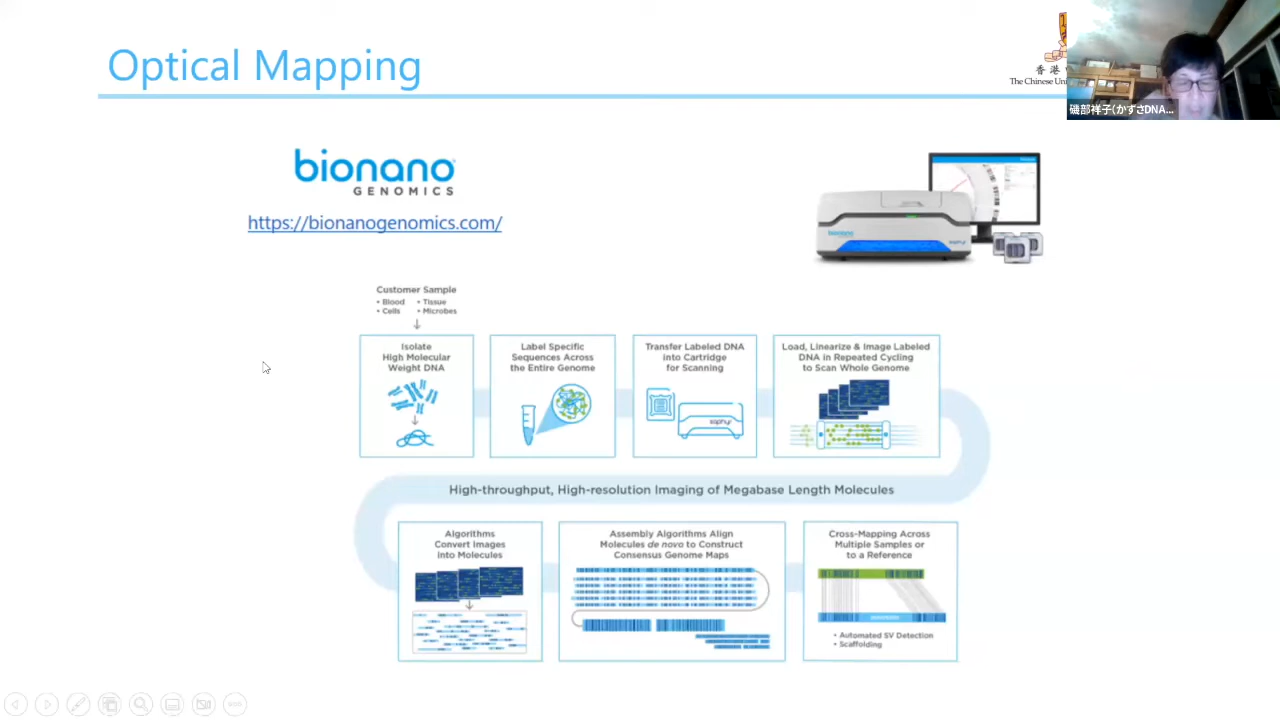 Optical Mapping
香港
The Chinese Uni
磯部祥子(かずさDNA...
bionano
GENOMICS
https://bionanogenomics.com/
bionano
saphyr
Customer Sample
• Blood • Tissue
• Cells • Microbes
Isolate
High Molecular
Weight DNA
Label Specific
Sequences Across
the Entire Genome
Transfer Labeled DNA
into Cartridge
for Scanning
saphyr
Load, Linearize & Image Labeled
DNA in Repeated Cycling
to Scan Whole Genome
High-throughput, High-resolution Imaging of Megabase Length Molecules
Algorithms
Convert Images
into Molecules
Assembly Algorithms Align
Molecules de novo to Construct
Consensus Genome Maps
Cross-Mapping Across
Multiple Samples or
to a Reference
• Automated SV Detection
• Scaffolding